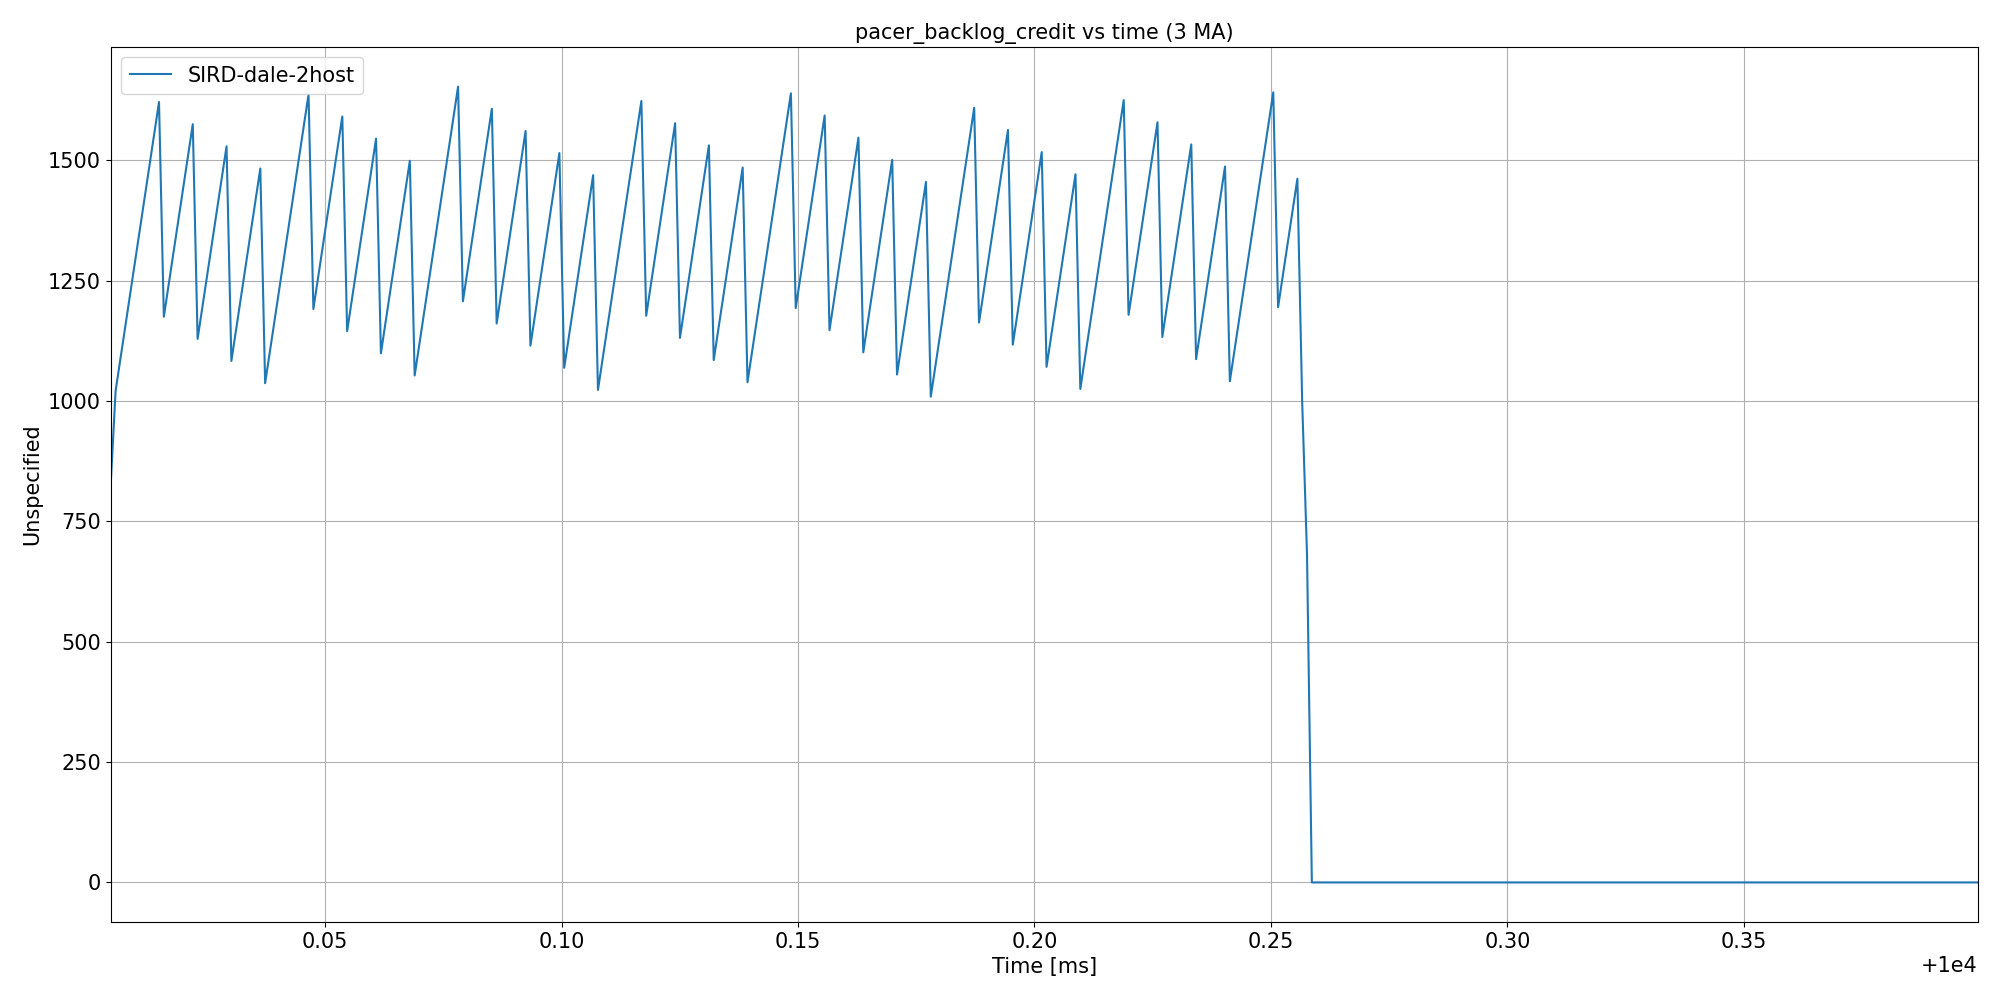 pacer_backlog_credit vs time (3 MA)
SIRD-dale-2host
1500
1250
1000
750
500
250
0
Unspecified
0.05 0.10 0.15 0.20 0.25 0.30 0.35
Time [ms]
+1e4